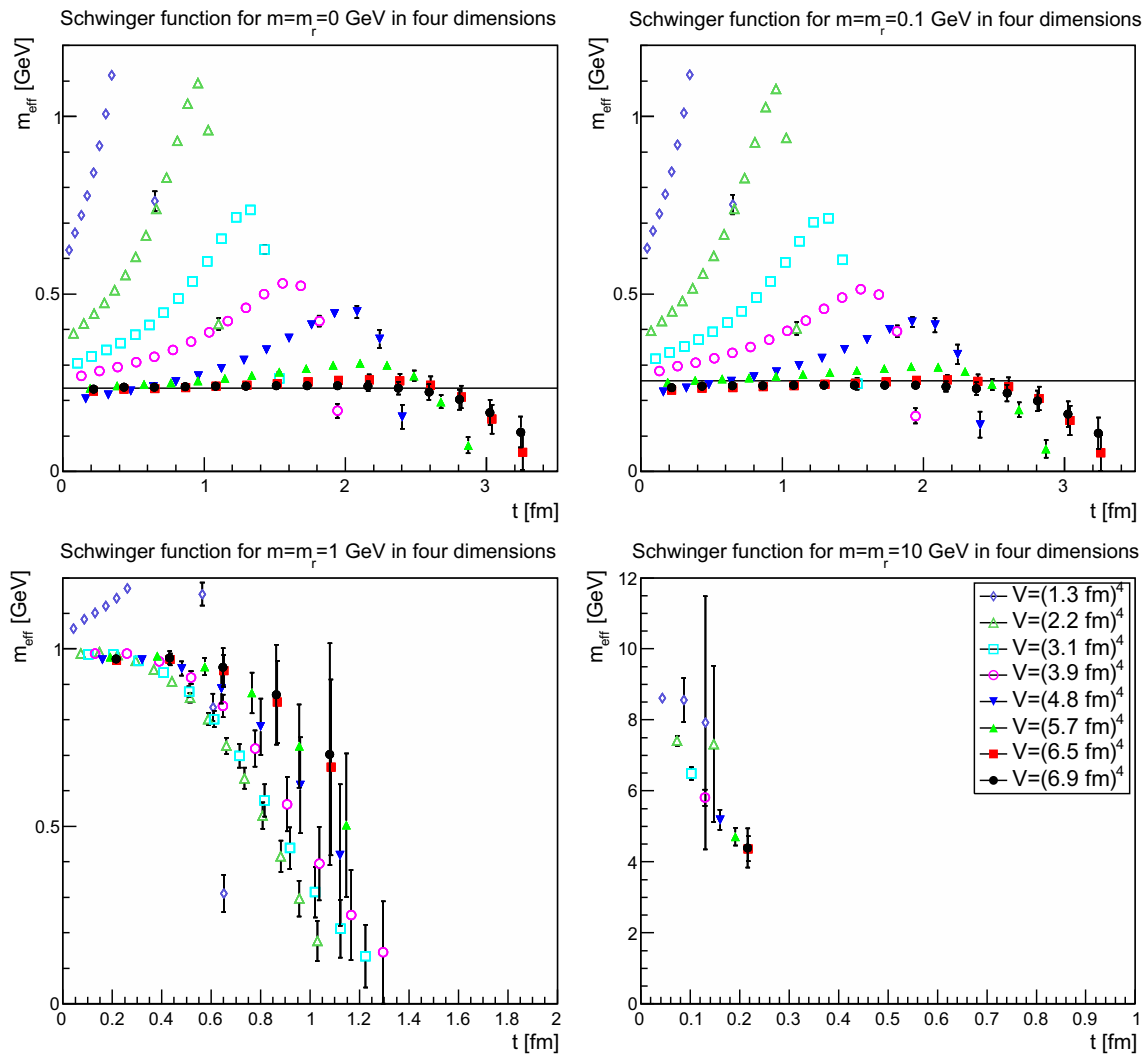 Schwinger function for m=m_r=0 GeV in four dimensions
m_eff [GeV]
1
0.5
0
0 1 2 3
t [fm]
Schwinger function for m=m_r=0.1 GeV in four dimensions
m_eff [GeV]
1
0.5
0
0 1 2 3
t [fm]
Schwinger function for m=m_r=1 GeV in four dimensions
m_eff [GeV]
1
0.5
0
0 0.2 0.4 0.6 0.8 1 1.2 1.4 1.6 1.8 2
t [fm]
Schwinger function for m=m_r=10 GeV in four dimensions
m_eff [GeV]
12
10
8
6
4
2
0
0 0.1 0.2 0.3 0.4 0.5 0.6 0.7 0.8 0.9 1
t [fm]
V=(1.3 fm)^4
V=(2.2 fm)^4
V=(3.1 fm)^4
V=(3.9 fm)^4
V=(4.8 fm)^4
V=(5.7 fm)^4
V=(6.5 fm)^4
V=(6.9 fm)^4